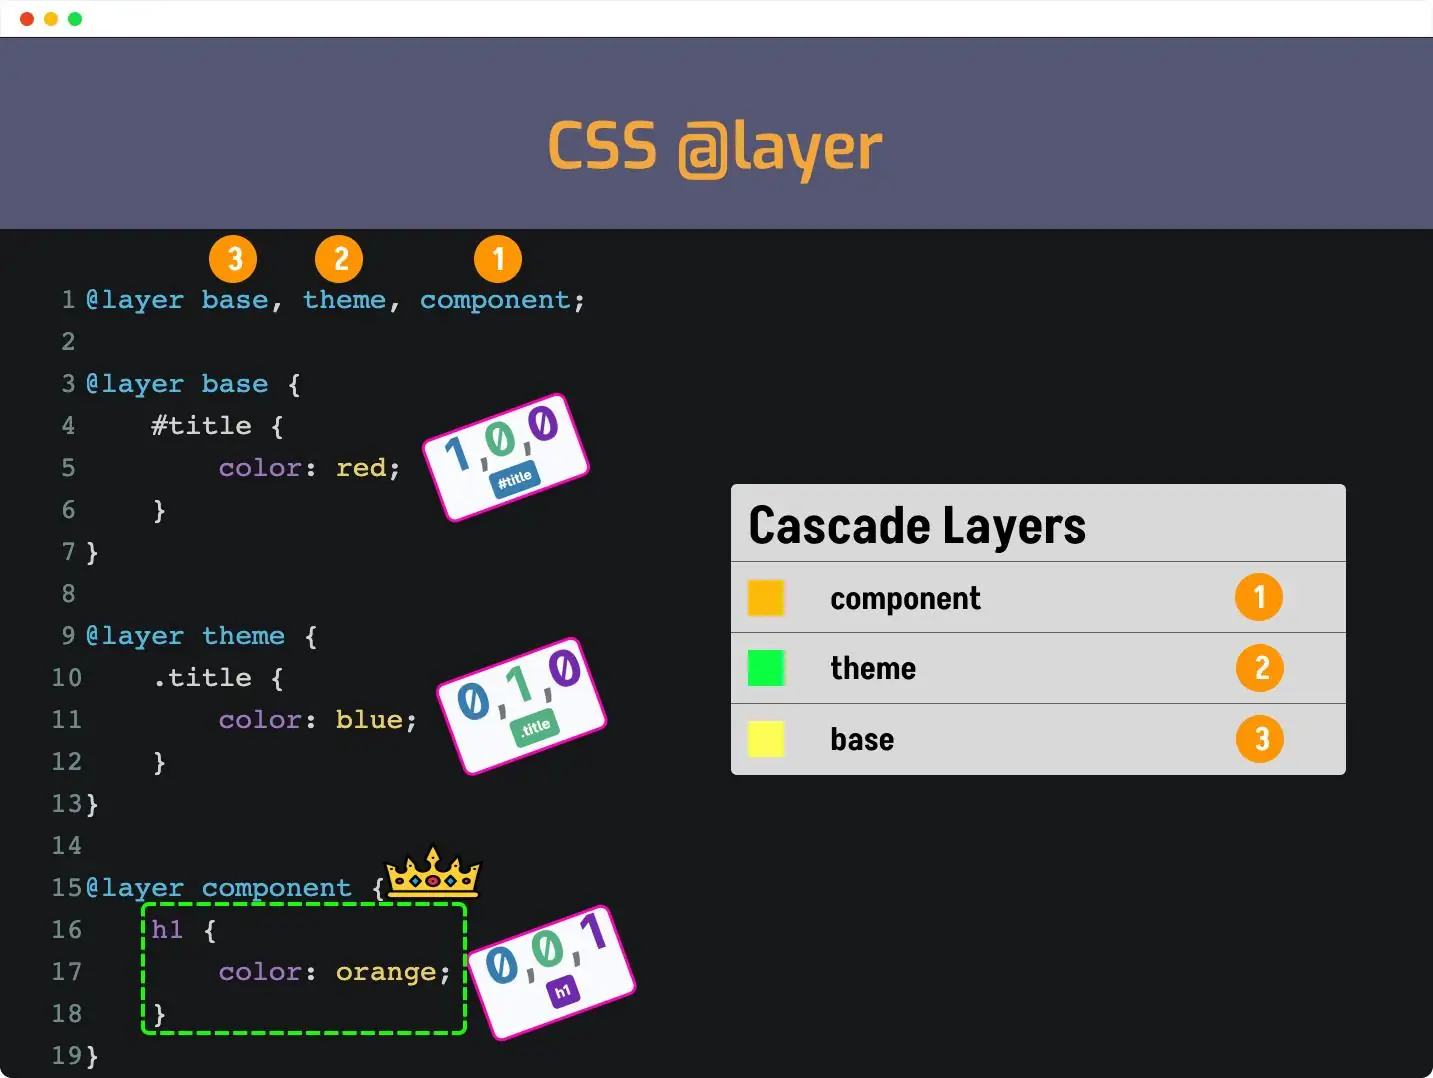 CSS @layer
3 2 1
1 @layer base, theme, component;
2
3 @layer base {
4 #title {
5 color: red;
6 }
7 }
8
9 @layer theme {
10 .title {
11 color: blue;
12 }
13 }
14
15 @layer component {
16 h1 {
17 color: orange;
18 }
19 }
1,0,0
#title
0,1,0
.title
0,0,1
h1
Cascade Layers
component 1
theme 2
base 3